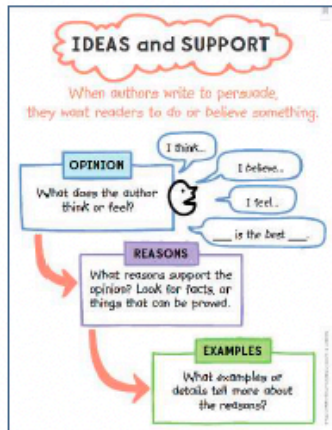 IDEAS and SUPPORT
When authors write to persuade,
they want readers to do or believe something.
OPINION
What does the author
think or feel?
I think...
I believe...
I feel...
___ is the best ___.
REASONS
What reasons support the
opinion? Look for facts, or
things that can be proved.
EXAMPLES
What examples or
details tell more about
the reasons?